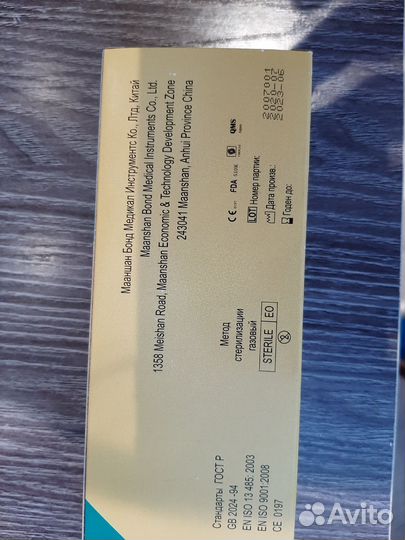 Мааншан Бонд Медикал Инструментс Ко., Лтд, Китай
Maanshan Bond Medical Instruments Co., Ltd.
1358 Meishan Road, Maanshan Economic & Technology Development Zone
243041 Maanshan, Anhui Province China
Стандарты ГОСТ Р
GB 2024 -94
EN ISO 13 485: 2003
EN ISO 9001:2008
CE 0197
Метод
стерилизации
газовый
STERILE EO
2
CE FDA QMS
LOT Номер партии: 2007001
Дата произв.: 2020-07
Годен до: 2023-06
Avito